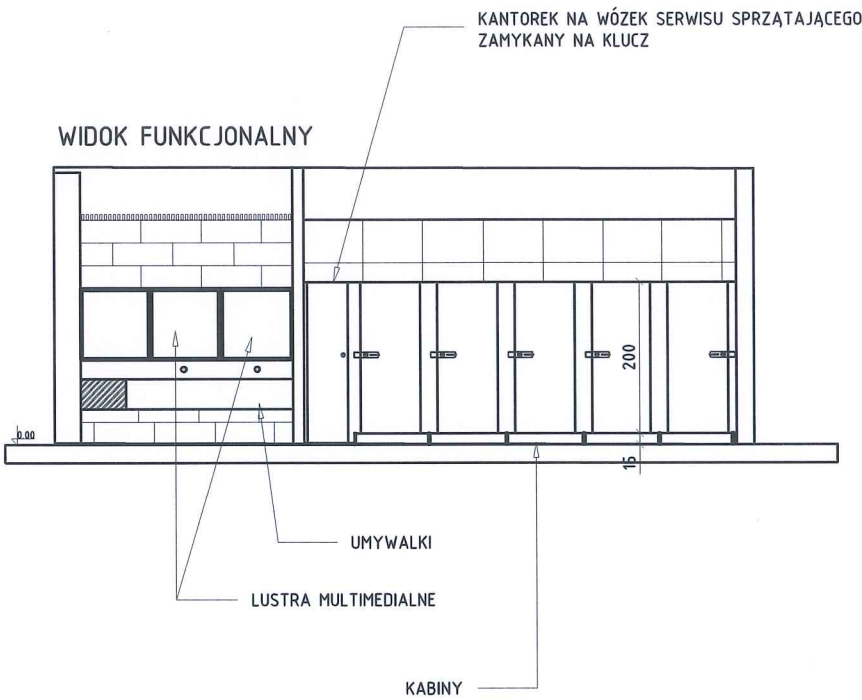 KANTOREK NA WÓZEK SERWISU SPRZĄTAJĄCEGO
ZAMYKANY NA KLUCZ
WIDOK FUNKCJONALNY
200
0.00
15
UMYWALKI
LUSTRA MULTIMEDIALNE
KABINY